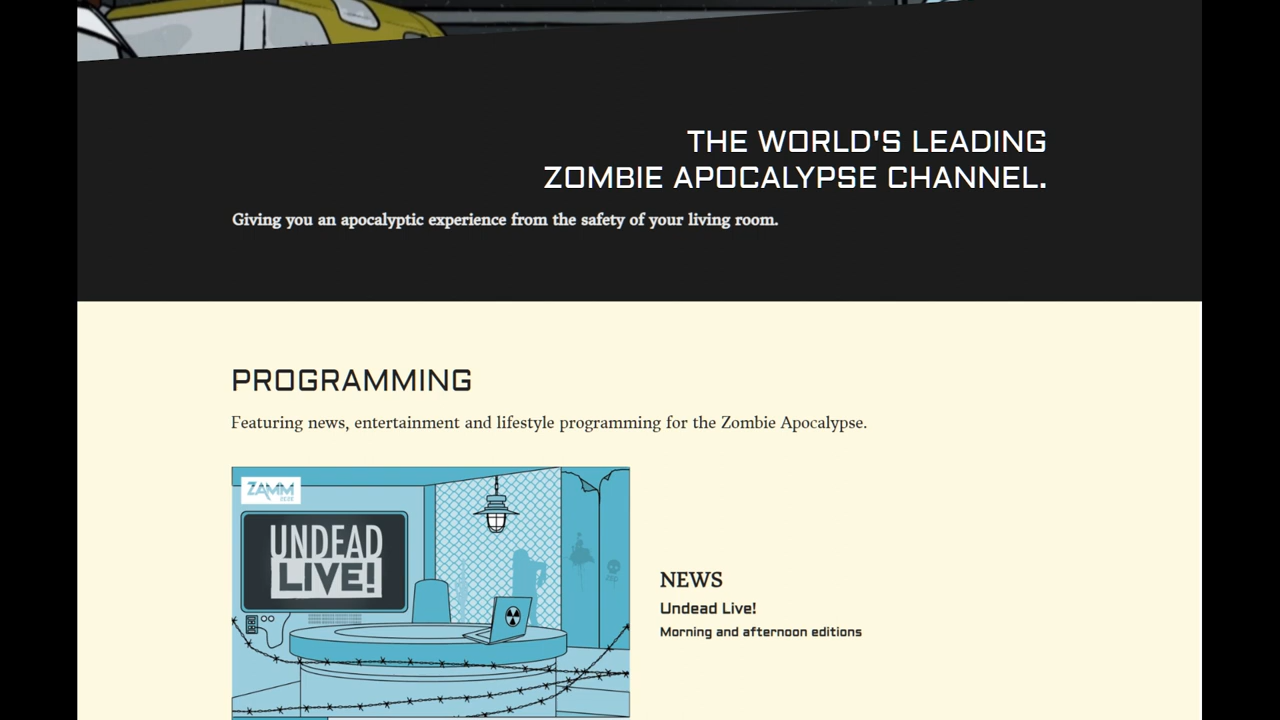 THE WORLD'S LEADING
ZOMBIE APOCALYPSE CHANNEL.
Giving you an apocalyptic experience from the safety of your living room.
PROGRAMMING
Featuring news, entertainment and lifestyle programming for the Zombie Apocalypse.
ZAMM
UNDEAD
LIVE!
NEWS
Undead Live!
Morning and afternoon editions